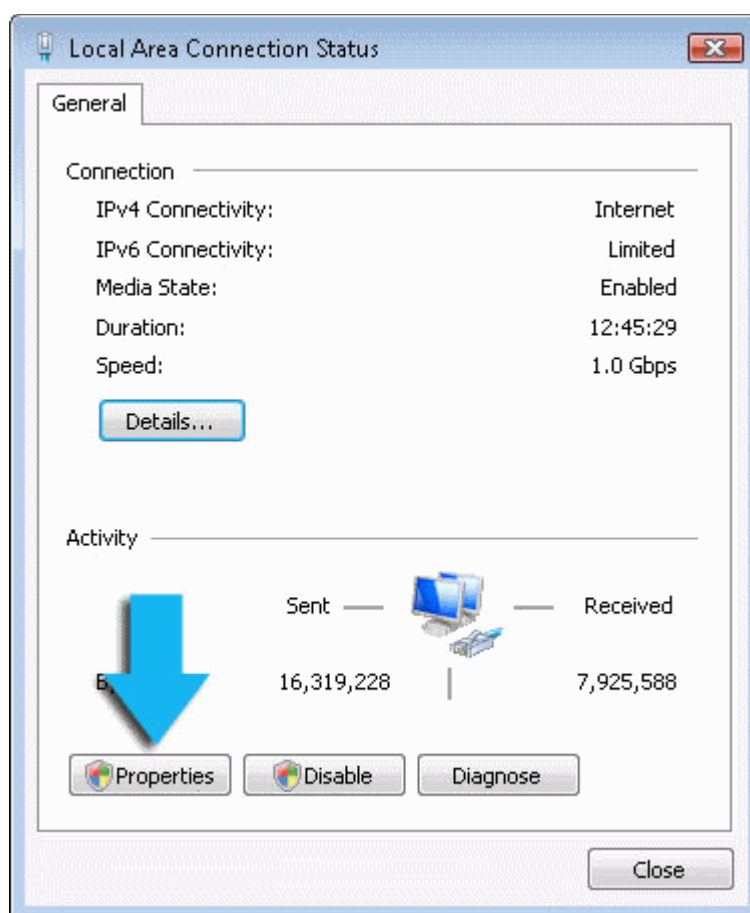 Local Area Connection Status
General
Connection
IPv4 Connectivity: Internet
IPv6 Connectivity: Limited
Media State: Enabled
Duration: 12:45:29
Speed: 1.0 Gbps
Details...
Activity
Sent Received
16,319,228 7,925,588
Properties Disable Diagnose
Close